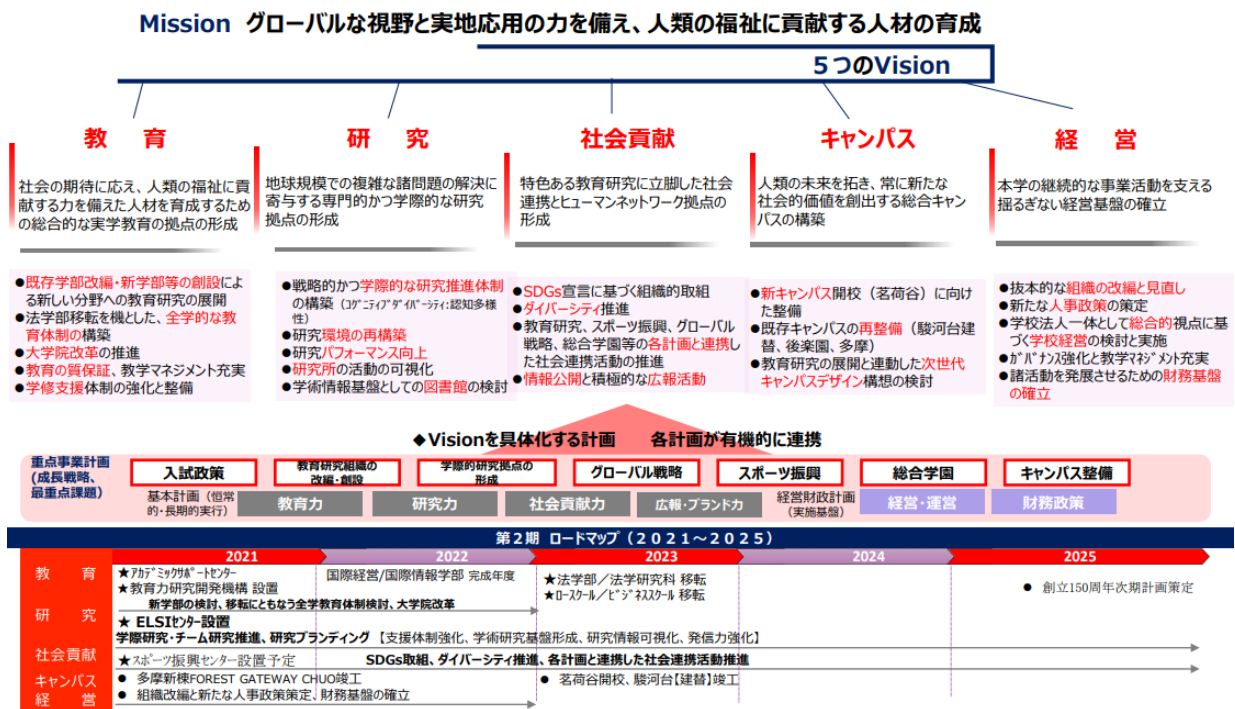 Mission グローバルな視野と実地応用の力を備え、人類の福祉に貢献する人材の育成
５つのVision
教　育
社会の期待に応え、人類の福祉に貢
献する力を備えた人材を育成するため
の総合的な実学教育の拠点の形成
●既存学部改編・新学部等の創設によ
る新しい分野への教育研究の展開
●法学部移転を機とした、全学的な教
育体制の構築
●大学院改革の推進
●教育の質保証、教学マネジメント充実
●学修支援体制の強化と整備
研　究
地球規模での複雑な諸問題の解決に
寄与する専門的かつ学際的な研究
拠点の形成
●戦略的かつ学際的な研究推進体制
の構築（ｺｸﾞﾆﾃｨﾌﾞﾀﾞｲﾊﾞｰｼﾃｨ:認知多様
性）
●研究環境の再構築
●研究パフォーマンス向上
●研究所の活動の可視化
●学術情報基盤としての図書館の検討
社会貢献
特色ある教育研究に立脚した社会
連携とヒューマンネットワーク拠点の
形成
●SDGs宣言に基づく組織的取組
●ダイバーシティ推進
●教育研究、スポーツ振興、グローバル
戦略、総合学園等の各計画と連携し
た社会連携活動の推進
●情報公開と積極的な広報活動
キャンパス
人類の未来を拓き、常に新たな
社会的価値を創出する総合キャン
パスの構築
●新キャンパス開校（茗荷谷）に向け
た整備
●既存キャンパスの再整備（駿河台建
替、後楽園、多摩）
●教育研究の展開と連動した次世代
キャンパスデザイン構想の検討
経　営
本学の継続的な事業活動を支える
揺るぎない経営基盤の確立
●抜本的な組織の改編と見直し
●新たな人事政策の策定
●学校法人一体として総合的視点に基
づく学校経営の検討と実施
●ｶﾞﾊﾞﾅﾝｽ強化と教学ﾏﾈｼﾞﾒﾝﾄ充実
●諸活動を発展させるための財務基盤
の確立
◆Visionを具体化する計画　各計画が有機的に連携
重点事業計画
(成長戦略、
最重点課題)
入試政策
教育研究組織の
改編・創設
学際的研究拠点の
形成
グローバル戦略
スポーツ振興
総合学園
キャンパス整備
基本計画（恒常
的・長期的実行）
教育力
研究力
社会貢献力
広報・ブランド力
経営財政計画
（実施基盤）
経営・運営
財務政策
第２期 ロードマップ（２０２１～２０２５）
2021
2022
2023
2024
2025
教　育
★ｱｶﾃﾞﾐｯｸｻﾎﾟｰﾄｾﾝﾀｰ
★教育力研究開発機構 設置
国際経営/国際情報学部 完成年度
新学部の検討、移転にともなう全学教育体制検討、大学院改革
★法学部／法学研究科 移転
★ﾛｰｽｸｰﾙ／ﾋﾞｼﾞﾈｽｽｸｰﾙ 移転
● 創立150周年次期計画策定
研　究
★ ELSIｾﾝﾀｰ設置
学際研究・チーム研究推進、研究ブランディング 【支援体制強化、学術研究基盤形成、研究情報可視化、発信力強化】
社会貢献
★スポーツ振興センター設置予定
SDGs取組、ダイバーシティ推進、各計画と連携した社会連携活動推進
キャンパス
● 多摩新棟FOREST GATEWAY CHUO竣工
● 茗荷谷開校、駿河台【建替】竣工
経　営
● 組織改編と新たな人事政策策定、財務基盤の確立